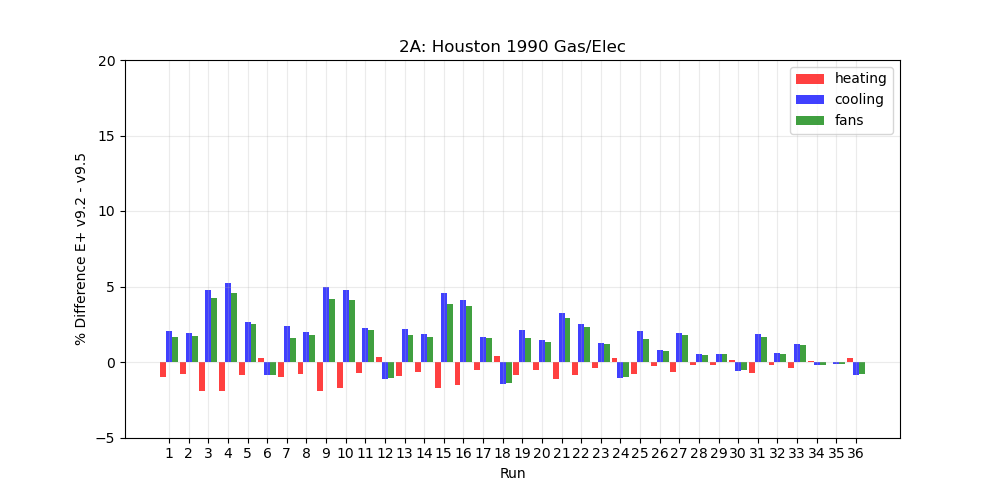 2A: Houston 1990 Gas/Elec
% Difference E+ v9.2 - v9.5
20
15
10
5
0
−5
heating
cooling
fans
1 2 3 4 5 6 7 8 9 10 11 12 13 14 15 16 17 18 19 20 21 22 23 24 25 26 27 28 29 30 31 32 33 34 35 36
Run